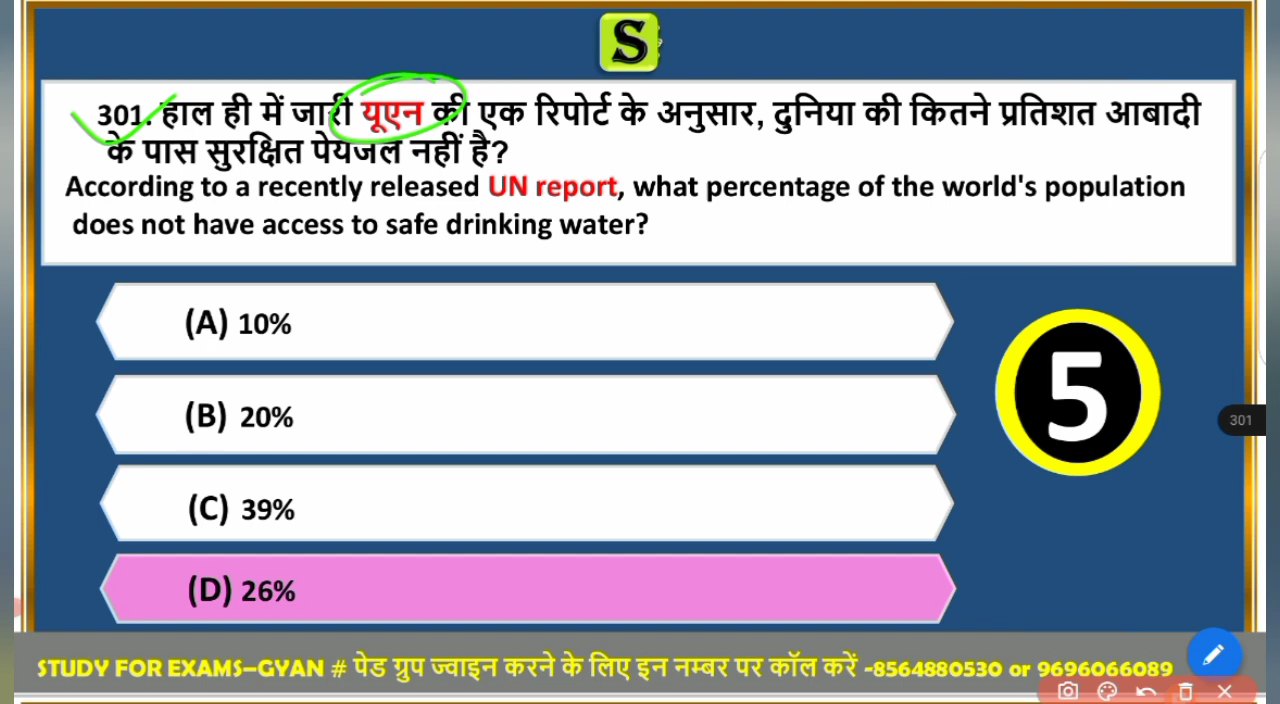 S
301. हाल ही में जारी यूएन की एक रिपोर्ट के अनुसार, दुनिया की कितने प्रतिशत आबादी
के पास सुरक्षित पेयजल नहीं है?
According to a recently released UN report, what percentage of the world's population
does not have access to safe drinking water?
(A) 10%
(B) 20%
(C) 39%
(D) 26%
5
301
STUDY FOR EXAMS–GYAN # पेड ग्रुप ज्वाइन करने के लिए इन नम्बर पर कॉल करें -8564880530 or 9696066089